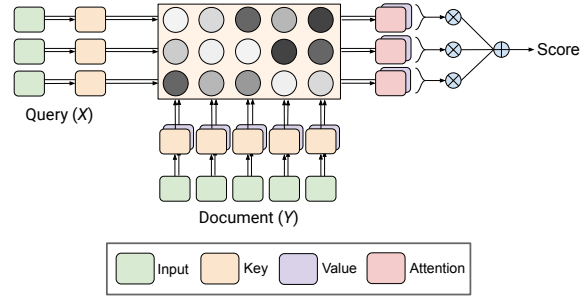 Score
Query (X)
Document (Y)
Input
Key
Value
Attention